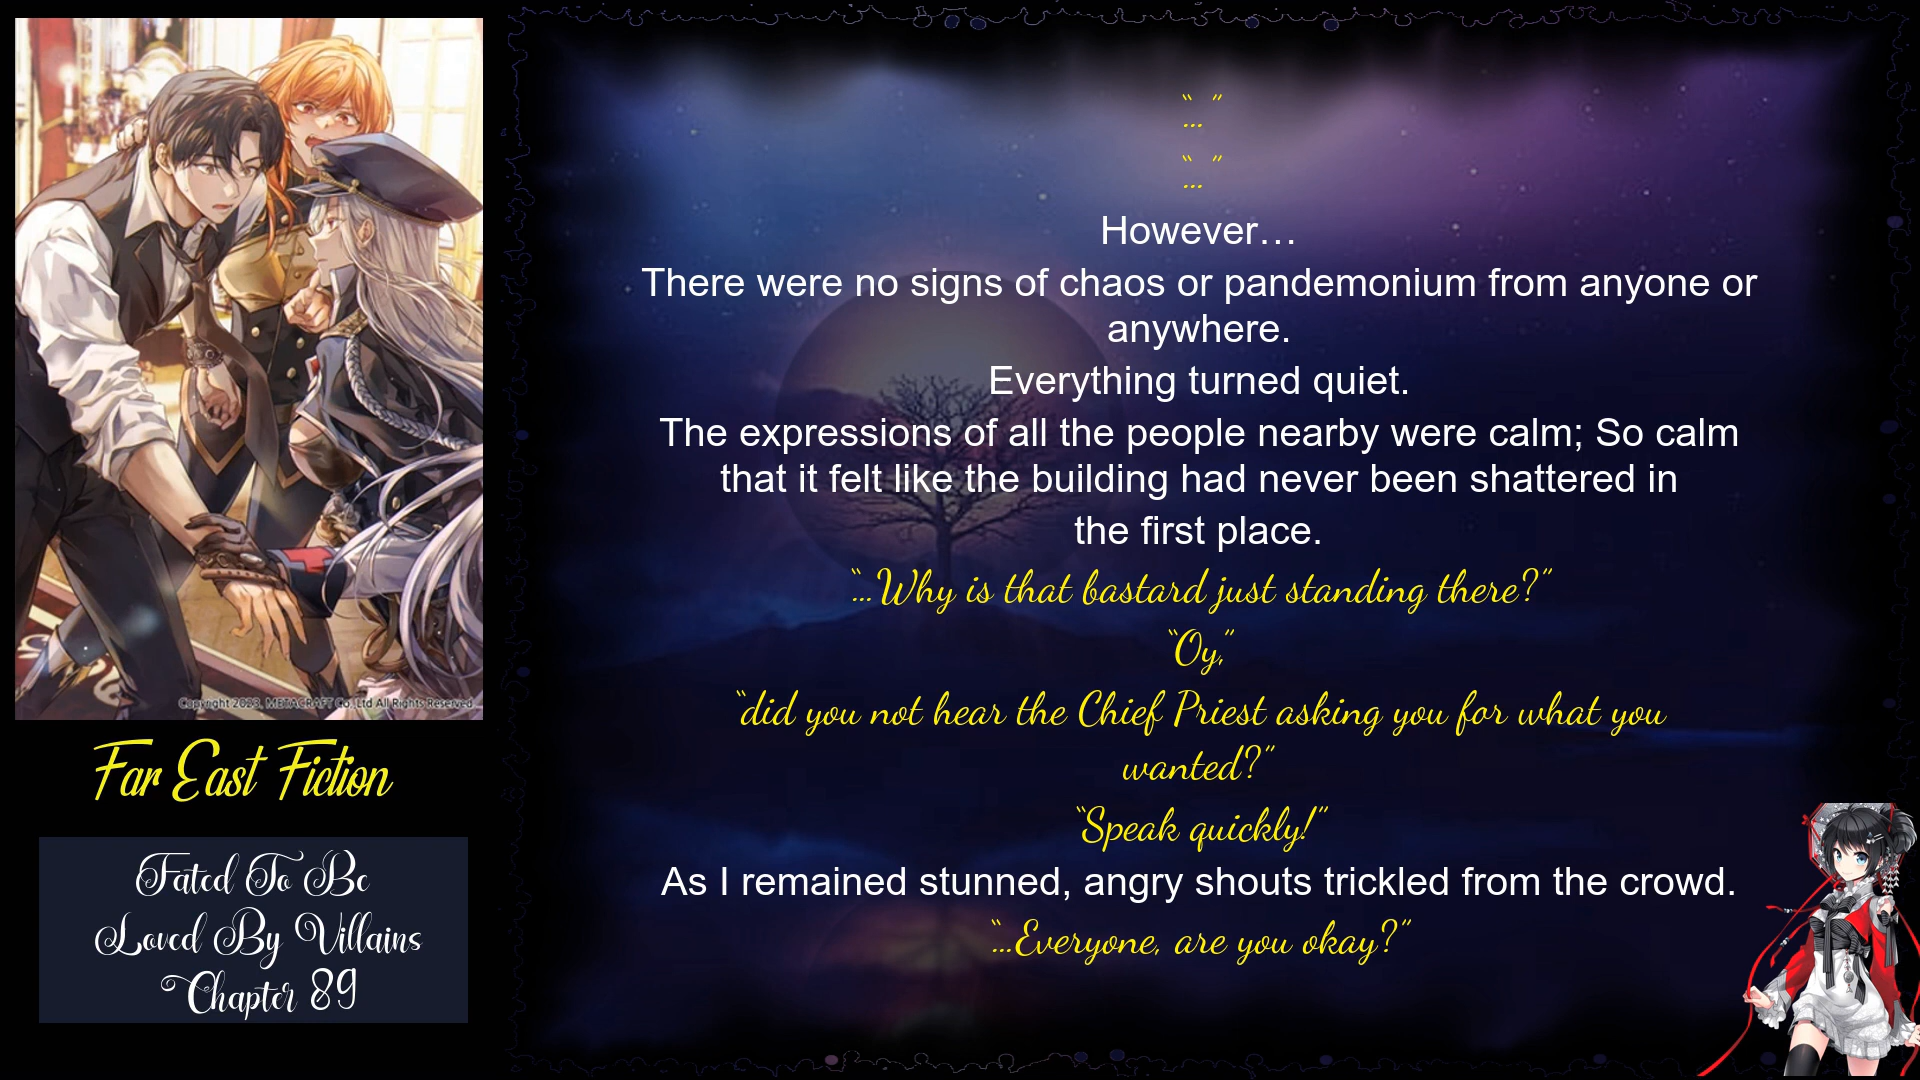 “ ”
...
“ ”
...
However…
There were no signs of chaos or pandemonium from anyone or
anywhere.
Everything turned quiet.
The expressions of all the people nearby were calm; So calm
that it felt like the building had never been shattered in
the first place.
“...Why is that bastard just standing there?”
“Oy,”
“did you not hear the Chief Priest asking you for what you
wanted?”
“Speak quickly!”
As I remained stunned, angry shouts trickled from the crowd.
“...Everyone, are you okay?”
Copyright 2023. METACRAFT Co.,Ltd All Rights Reserved
Far East Fiction
Fated To Be
Loved By Villains
Chapter 89